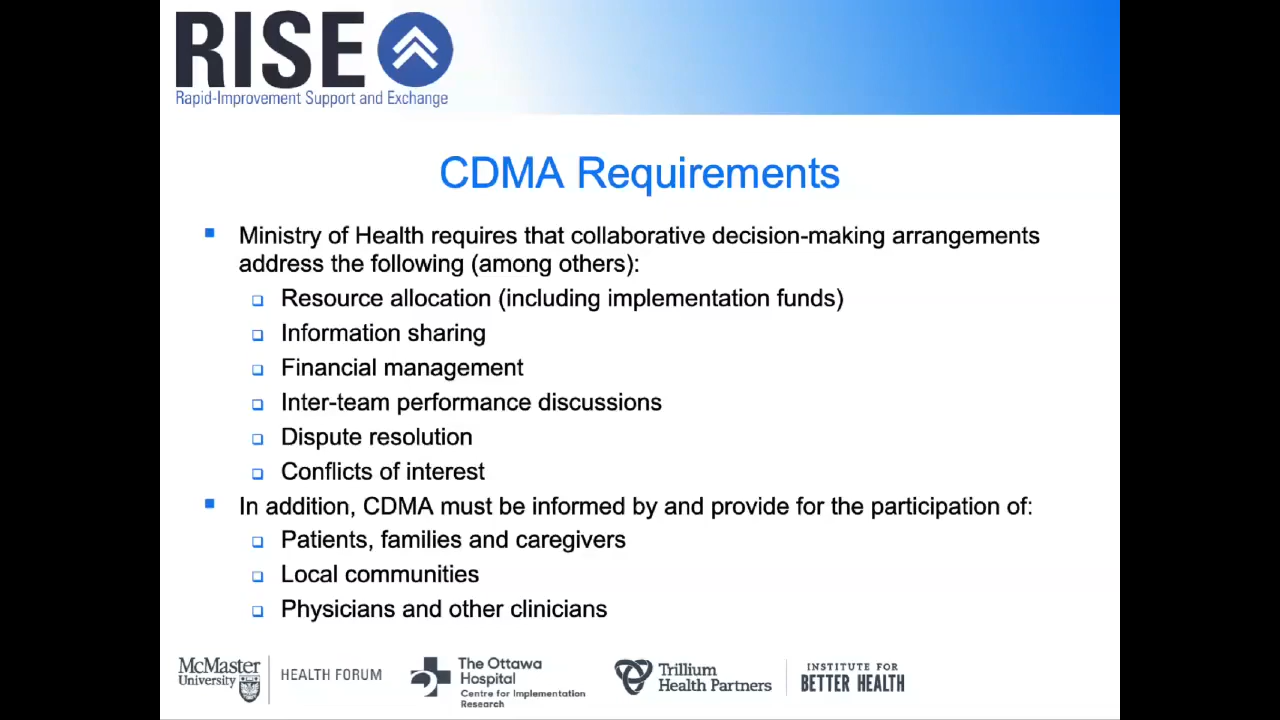 RISE
Rapid-Improvement Support and Exchange
CDMA Requirements
Ministry of Health requires that collaborative decision-making arrangements
address the following (among others):
Resource allocation (including implementation funds)
Information sharing
Financial management
Inter-team performance discussions
Dispute resolution
Conflicts of interest
In addition, CDMA must be informed by and provide for the participation of:
Patients, families and caregivers
Local communities
Physicians and other clinicians
McMaster
University
HEALTH FORUM
The Ottawa
Hospital
Centre for Implementation
Research
Trillium
Health Partners
INSTITUTE FOR
BETTER HEALTH